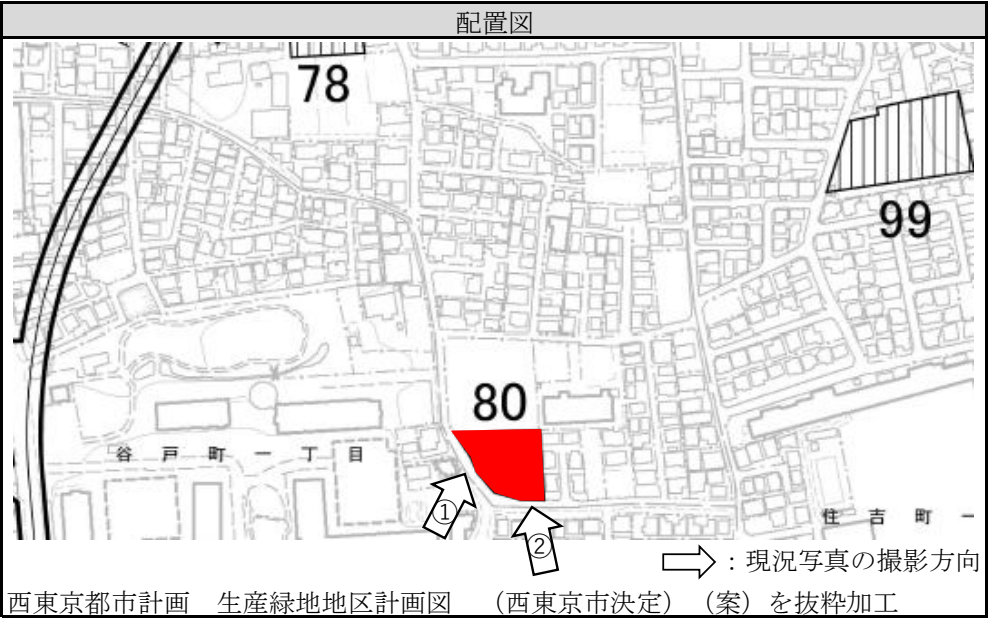 配置図
78
99
80
谷戸町一丁目
①
②
住吉町一
:現況写真の撮影方向
西東京都市計画 生産緑地地区計画図 (西東京市決定)(案)を抜粋加工